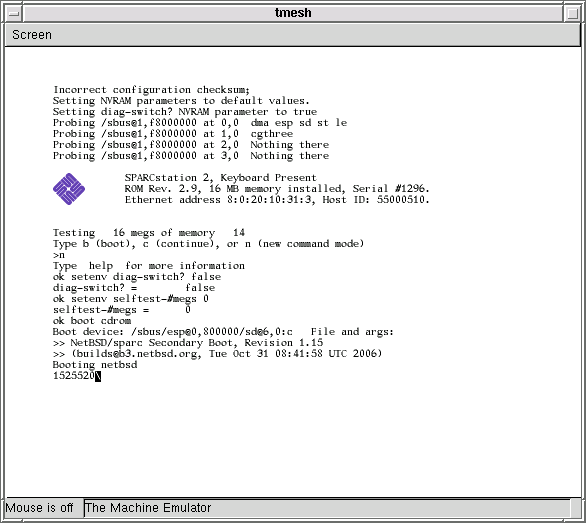 tmesh
Screen
Incorrect configuration checksum;
Setting NVRAM parameters to default values.
Setting diag-switch? NVRAM parameter to true
Probing /sbus@1,f8000000 at 0,0  dma esp sd st le
Probing /sbus@1,f8000000 at 1,0  cgthree
Probing /sbus@1,f8000000 at 2,0  Nothing there
Probing /sbus@1,f8000000 at 3,0  Nothing there
SPARCstation 2, Keyboard Present
ROM Rev. 2.9, 16 MB memory installed, Serial #1296.
Ethernet address 8:0:20:10:31:3, Host ID: 55000510.
Testing   16 megs of memory   14
Type b (boot), c (continue), or n (new command mode)
>n
Type  help  for more information
ok setenv diag-switch? false
diag-switch? =        false
ok setenv selftest-#megs 0
selftest-#megs =      0
ok boot cdrom
Boot device: /sbus/esp@0,800000/sd@6,0:c   File and args:
>> NetBSD/sparc Secondary Boot, Revision 1.15
>> (builds@b3.netbsd.org, Tue Oct 31 08:41:58 UTC 2006)
Booting netbsd
1525520\
Mouse is off
The Machine Emulator